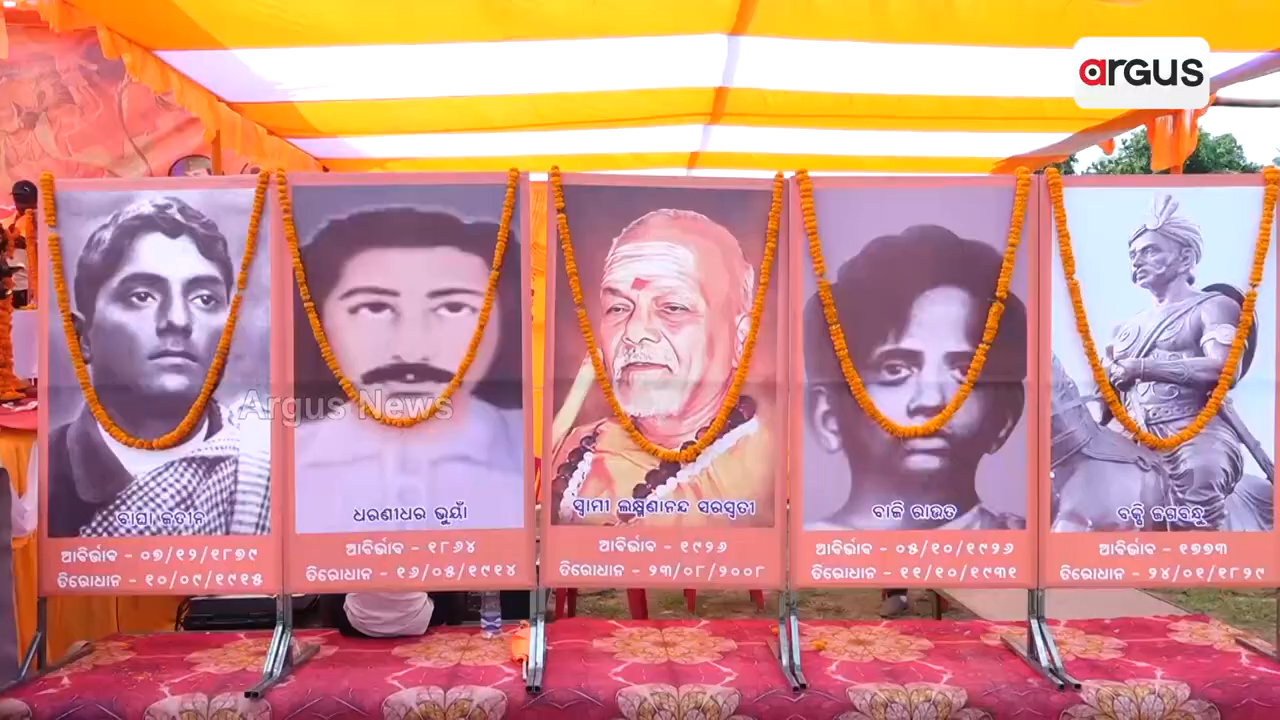 argus
Argus News
ବାଘା ଜତୀନ
ଆବିର୍ଭାବ - ୦୭/୧୨/୧୮୭୯
ତିରୋଧାନ - ୧୦/୦୯/୧୯୧୫
ଧରଣୀଧର ଭୂୟାଁ
ଆବିର୍ଭାବ - ୧୮୬୪
ତିରୋଧାନ - ୧୬/୦୫/୧୯୧୪
ସ୍ୱାମୀ ଲକ୍ଷ୍ମଣାନନ୍ଦ ସରସ୍ୱତୀ
ଆବିର୍ଭାବ - ୧୯୨୬
ତିରୋଧାନ - ୨୩/୦୮/୨୦୦୮
ବାଜି ରାଉତ
ଆବିର୍ଭାବ - ୦୫/୧୦/୧୯୨୬
ତିରୋଧାନ - ୧୧/୧୦/୧୯୩୧
ବକ୍ସି ଜଗବନ୍ଧୁ
ଆବିର୍ଭାବ - ୧୭୭୩
ତିରୋଧାନ - ୨୪/୦୧/୧୮୨୯